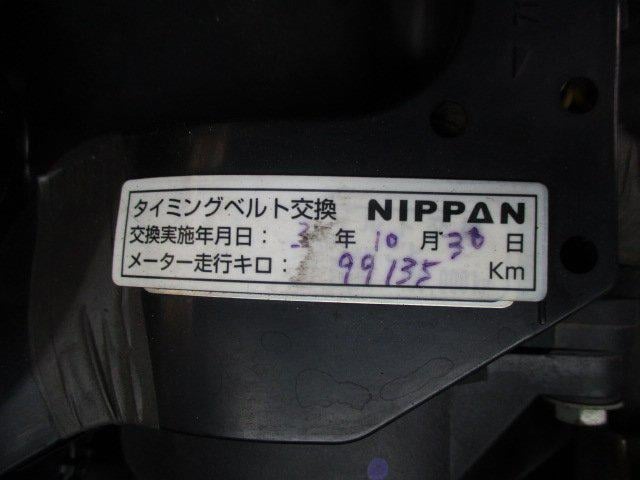 タイミングベルト交換 NIPPAN
交換実施年月日： 年 10 月 30 日
メーター走行キロ： 99135 Km